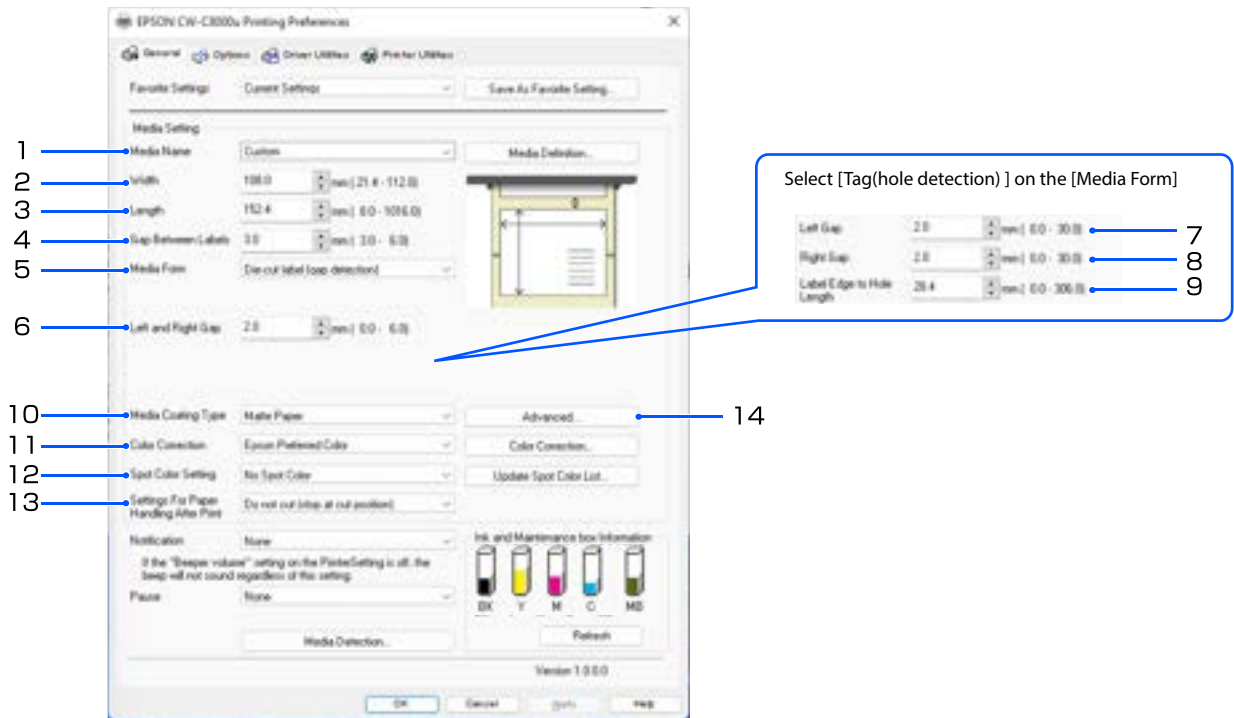 EPSON CW-C8000u Printing Preferences
General Options Driver Utilities Printer Utilities
Favorite Settings Current Settings Save As Favorite Setting...
Media Setting
1 Media Name Custom Media Definition...
2 Width 108.0 mm ( 21.4 - 112.0)
3 Length 152.4 mm ( 8.0 - 1016.0)
4 Gap Between Labels 3.0 mm ( 3.0 - 6.0)
5 Media Form Die-cut label (gap detection)
6 Left and Right Gap 2.0 mm ( 0.0 - 6.0)
Select [Tag(hole detection) ] on the [Media Form]
Left Gap 2.0 mm ( 0.0 - 30.0) 7
Right Gap 2.0 mm ( 0.0 - 30.0) 8
Label Edge to Hole
Length 28.4 mm ( 0.0 - 306.0) 9
10 Media Coating Type Matte Paper Advanced... 14
11 Color Correction Epson Preferred Color Color Correction...
12 Spot Color Setting No Spot Color Update Spot Color List...
13 Settings For Paper
Handling After Print Do not cut (stop at cut position)
Notification None
If the "Beeper volume" setting on the PrinterSetting is off, the
beep will not sound regardless of this setting.
Pause None
Media Detection...
Ink and Maintenance box Information
BK Y M C MB
Refresh
Version 1.0.0.0
OK Cancel Apply Help